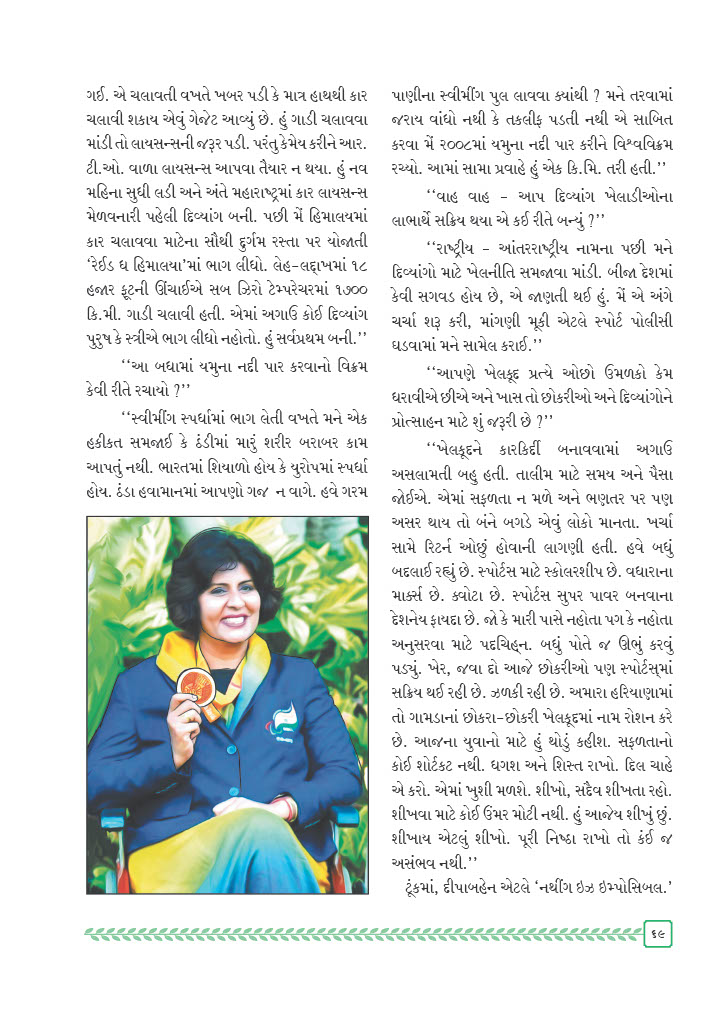 ગઈ. એ ચલાવતી વખતે ખબર પડી કે માત્ર હાથથી કાર
ચલાવી શકાય એવું ગેજેટ આવ્યું છે. હું ગાડી ચલાવવા
માંડી તો લાયસન્સની જરૂર પડી. પરંતુ કેમેય કરીને આર.
ટી.ઓ. વાળા લાયસન્સ આપવા તૈયાર ન થયા. હું નવ
મહિના સુધી લડી અને અંતે મહારાષ્ટ્રમાં કાર લાયસન્સ
મેળવનારી પહેલી દિવ્યાંગ બની. પછી મેં હિમાલયમાં
કાર ચલાવવા માટેના સૌથી દુર્ગમ રસ્તા પર યોજાતી
‘રેઈડ ધ હિમાલયા’માં ભાગ લીધો. લેહ-લદ્દાખમાં ૧૮
હજાર ફૂટની ઊંચાઈએ સબ ઝિરો ટેમ્પરેચરમાં ૧૭૦૦
કિ.મી. ગાડી ચલાવી હતી. એમાં અગાઉ કોઈ દિવ્યાંગ
પુરુષ કે સ્ત્રીએ ભાગ લીધો નહોતો. હું સર્વપ્રથમ બની.’’
‘‘આ બધામાં યમુના નદી પાર કરવાનો વિક્રમ
કેવી રીતે રચાયો ?’’
‘‘સ્વીમીંગ સ્પર્ધામાં ભાગ લેતી વખતે મને એક
હકીકત સમજાઈ કે ઠંડીમાં મારું શરીર બરાબર કામ
આપતું નથી. ભારતમાં શિયાળો હોય કે યુરોપમાં સ્પર્ધા
હોય. ઠંડા હવામાનમાં આપણો ગજ ન વાગે. હવે ગરમ
પાણીના સ્વીમીંગ પુલ લાવવા ક્યાંથી ? મને તરવામાં
જરાય વાંધો નથી કે તકલીફ પડતી નથી એ સાબિત
કરવા મેં ૨૦૦૮માં યમુના નદી પાર કરીને વિશ્વવિક્રમ
રચ્યો. આમાં સામા પ્રવાહે હું એક કિ.મિ. તરી હતી.’’
‘‘વાહ વાહ - આપ દિવ્યાંગ ખેલાડીઓના
લાભાર્થે સક્રિય થયા એ કઈ રીતે બન્યું ?’’
‘‘રાષ્ટ્રીય - આંતરરાષ્ટ્રીય નામના પછી મને
દિવ્યાંગો માટે ખેલનીતિ સમજાવા માંડી. બીજા દેશમાં
કેવી સગવડ હોય છે, એ જાણતી થઈ હું. મેં એ અંગે
ચર્ચા શરૂ કરી, માંગણી મૂકી એટલે સ્પોર્ટ પોલીસી
ઘડવામાં મને સામેલ કરાઈ.’’
‘‘આપણે ખેલકૂદ પ્રત્યે ઓછો ઉમળકો કેમ
ધરાવીએ છીએ અને ખાસ તો છોકરીઓ અને દિવ્યાંગોને
પ્રોત્સાહન માટે શું જરૂરી છે ?’’
‘‘ખેલકૂદને કારકિર્દી બનાવવામાં અગાઉ
અસલામતી બહુ હતી. તાલીમ માટે સમય અને પૈસા
જોઈએ. એમાં સફળતા ન મળે અને ભણતર પર પણ
અસર થાય તો બંને બગડે એવું લોકો માનતા. ખર્ચા
સામે રિટર્ન ઓછું હોવાની લાગણી હતી. હવે બધું
બદલાઈ રહ્યું છે. સ્પોર્ટસ માટે સ્કોલરશીપ છે. વધારાના
માર્ક્સ છે. ક્વોટા છે. સ્પોર્ટસ સુપર પાવર બનવાના
દેશનેય ફાયદા છે. જો કે મારી પાસે નહોતા પગ કે નહોતા
અનુસરવા માટે પદચિહ્‌ન. બધું પોતે જ ઊભું કરવું
પડ્યું. ખેર, જવા દો આજે છોકરીઓ પણ સ્પોર્ટસ્‌માં
સક્રિય થઈ રહી છે. ઝળકી રહી છે. અમારા હરિયાણામાં
તો ગામડાનાં છોકરા-છોકરી ખેલકૂદમાં નામ રોશન કરે
છે. આજના યુવાનો માટે હું થોડું કહીશ. સફળતાનો
કોઈ શોર્ટકટ નથી. ધગશ અને શિસ્ત રાખો. દિલ ચાહે
એ કરો. એમાં ખુશી મળશે. શીખો, સદૈવ શીખતા રહો.
શીખવા માટે કોઈ ઉંમર મોટી નથી. હું આજેય શીખું છું.
શીખાય એટલું શીખો. પૂરી નિષ્ઠા રાખો તો કંઈ જ
અસંભવ નથી.’’
ટૂંકમાં, દીપાબહેન એટલે ‘નથીંગ ઇઝ ઇમ્પોસિબલ.’
૬૯